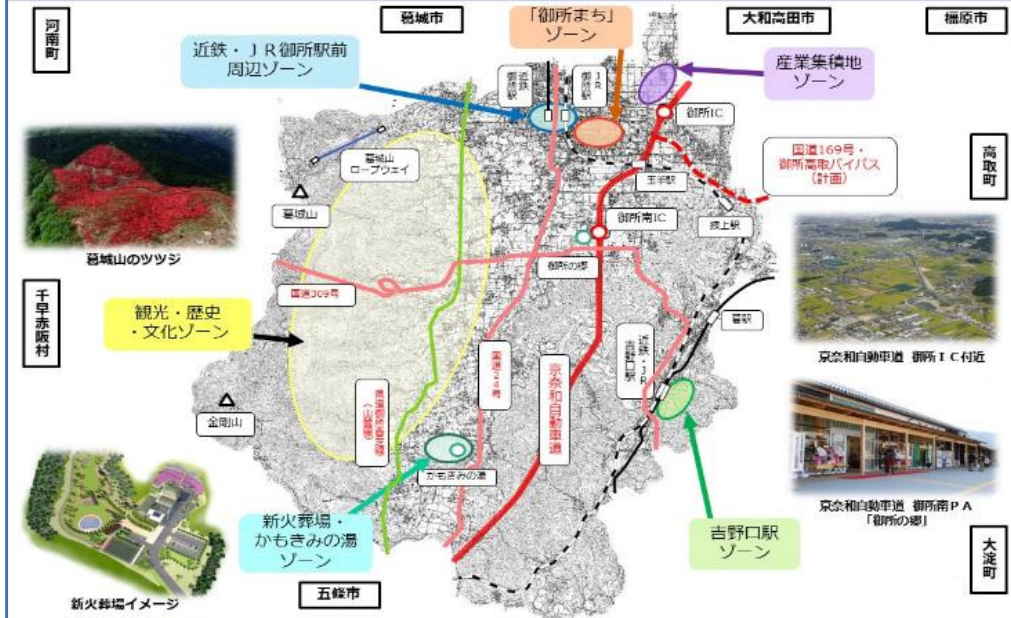 河南町
葛城市
「御所まち」
ゾーン
大和高田市
橿原市
近鉄・JR御所駅前
周辺ゾーン
産業集積地
ゾーン
近鉄
御所駅
JR
御所駅
御所IC
国道169号・
御所高取バイパス
(計画)
高取町
葛城山
ロープウェイ
玉手駅
葛城山
掖上駅
御所南IC
葛城山のツツジ
御所の郷
千早赤阪村
国道309号
観光・歴史
・文化ゾーン
葛駅
近鉄・JR
吉野口駅
京奈和自動車道 御所IC付近
国道24号
京奈和自動車道
金剛山
かもきみの湯
京奈和自動車道 御所南PA
「御所の郷」
新火葬場・
かもきみの湯
ゾーン
吉野口駅
ゾーン
大淀町
五條市
新火葬場イメージ